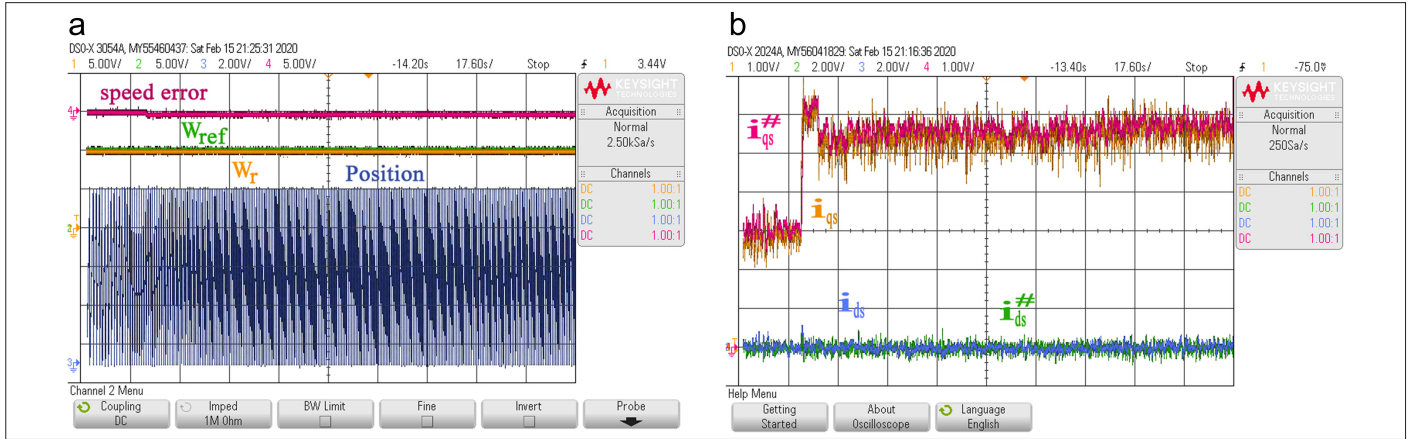 a
DS0-X 3054A, MY55460437: Sat Feb 15 21:25:31 2020
1 5.00V/ 2 5.00V/ 3 2.00V/ 4 5.00V/ -14.20s 17.60s/ Stop 1 3.44V
speed error
Wref
Wr
Position
KEYSIGHT
TECHNOLOGIES
Acquisition
Normal
2.50kSa/s
Channels
DC 1.00:1
DC 1.00:1
DC 1.00:1
DC 1.00:1
Channel 2 Menu
Coupling
DC
Imped
1M Ohm
BW Limit
Fine
Invert
Probe
b
DS0-X 2024A, MY56041829: Sat Feb 15 21:16:36 2020
1 1.00V/ 2 2.00V/ 3 2.00V/ 4 1.00V/ -13.40s 17.60s/ Stop 1 -75.0V
i#qs
iqs
ids
i#ds
KEYSIGHT
TECHNOLOGIES
Acquisition
Normal
250Sa/s
Channels
DC 1.00:1
DC 1.00:1
DC 1.00:1
DC 1.00:1
Help Menu
Getting
Started
About
Oscilloscope
Language
English